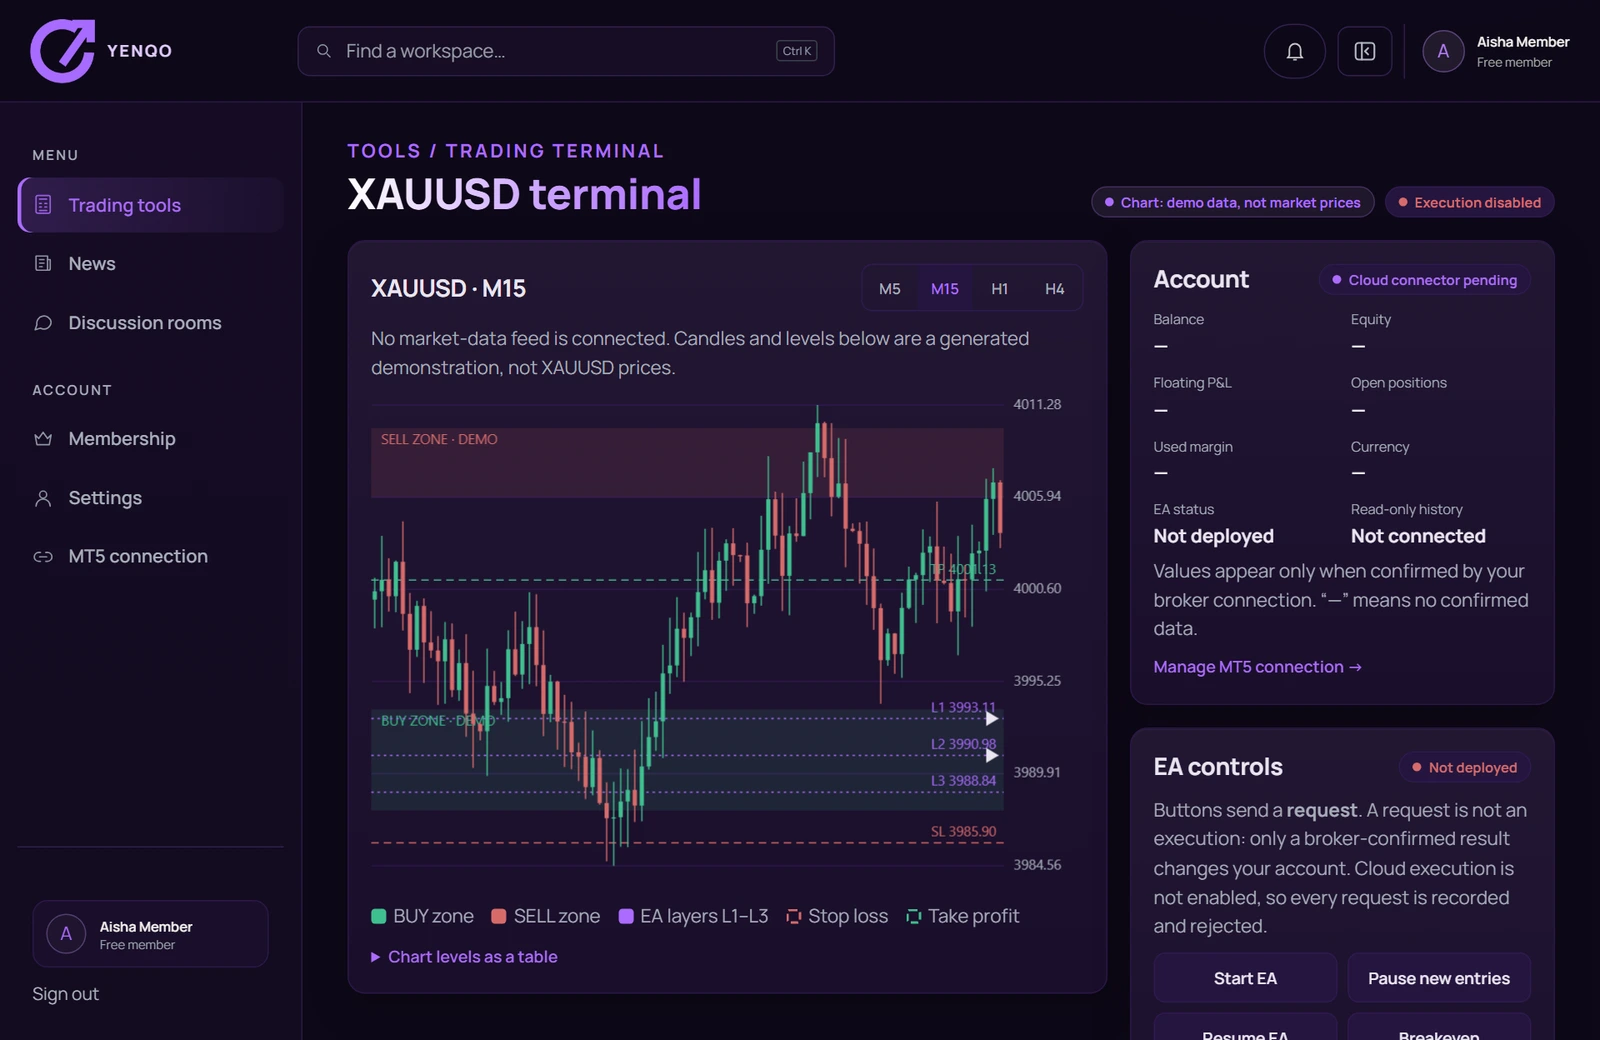 YENQO
Find a workspace...
Ctrl K
A
Aisha Member
Free member
MENU
Trading tools
News
Discussion rooms
ACCOUNT
Membership
Settings
MT5 connection
A
Aisha Member
Free member
Sign out
TOOLS / TRADING TERMINAL
XAUUSD terminal
Chart: demo data, not market prices
Execution disabled
XAUUSD · M15
M5
M15
H1
H4
No market-data feed is connected. Candles and levels below are a generated
demonstration, not XAUUSD prices.
4011.28
SELL ZONE · DEMO
4005.94
TP 4001.13
4000.60
3995.25
L1 3993.11
BUY ZONE · DEMO
L2 3990.98
3989.91
L3 3988.84
SL 3985.90
3984.56
BUY zone
SELL zone
EA layers L1–L3
Stop loss
Take profit
Chart levels as a table
Account
Cloud connector pending
Balance
—
Equity
—
Floating P&L
—
Open positions
—
Used margin
—
Currency
—
EA status
Not deployed
Read-only history
Not connected
Values appear only when confirmed by your
broker connection. “—” means no confirmed
data.
Manage MT5 connection →
EA controls
Not deployed
Buttons send a request. A request is not an
execution: only a broker-confirmed result
changes your account. Cloud execution is
not enabled, so every request is recorded
and rejected.
Start EA
Pause new entries
Resume EA
Breakeven